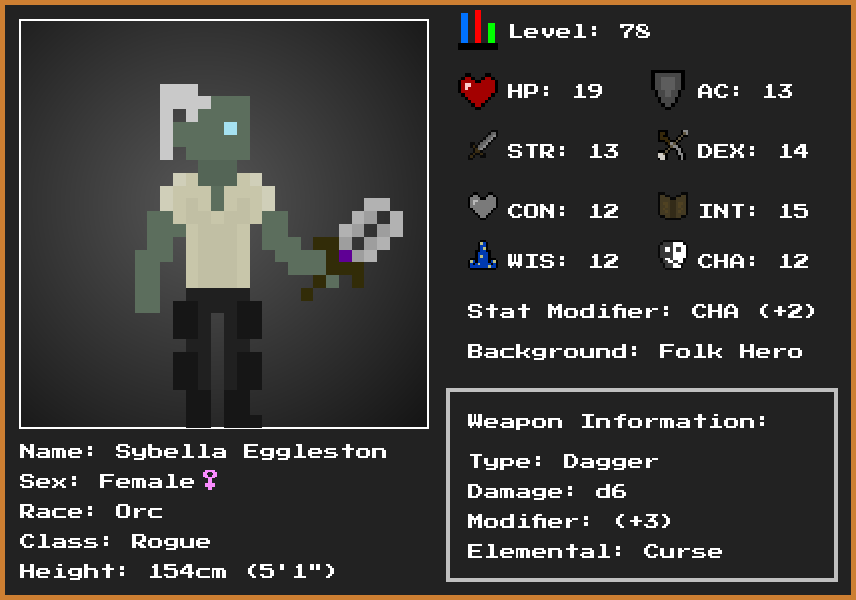 Level: 78
HP: 19
AC: 13
STR: 13
DEX: 14
CON: 12
INT: 15
WIS: 12
CHA: 12
Stat Modifier: CHA (+2)
Background: Folk Hero
Weapon Information:
Type: Dagger
Damage: d6
Modifier: (+3)
Elemental: Curse
Name: Sybella Eggleston
Sex: Female♀
Race: Orc
Class: Rogue
Height: 154cm (5'1")